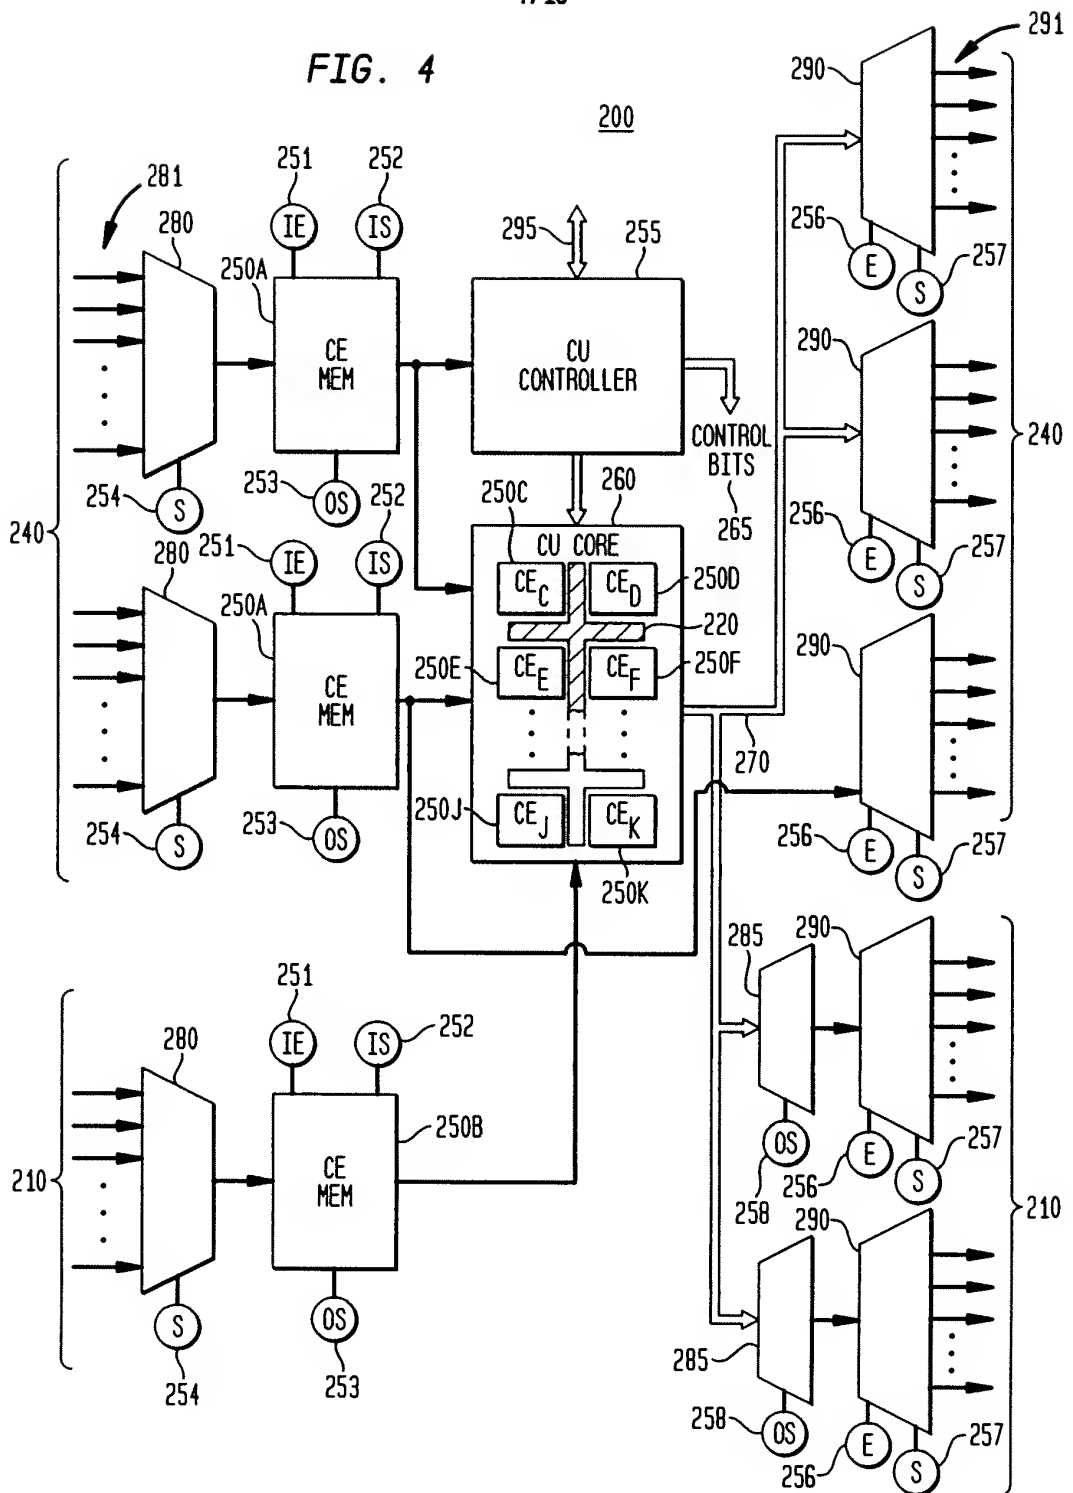 FIG. 4
200
291
290
281
280
251
252
IE
IS
295
255
250A
CE
MEM
CU
CONTROLLER
256
E
257
S
290
253
OS
254
S
252
250C
260
CONTROL
BITS
265
240
240
251
280
IE
IS
CU CORE
CE C
CE D
250D
256
E
257
S
250A
220
290
250E
CE E
CE F
250F
CE
MEM
270
253
OS
254
S
250J
CE J
CE K
250K
256
E
257
S
285
290
251
252
IE
IS
280
250B
210
CE
MEM
OS
258
256
E
257
S
290
210
S
254
OS
253
285
258
OS
256
E
257
S